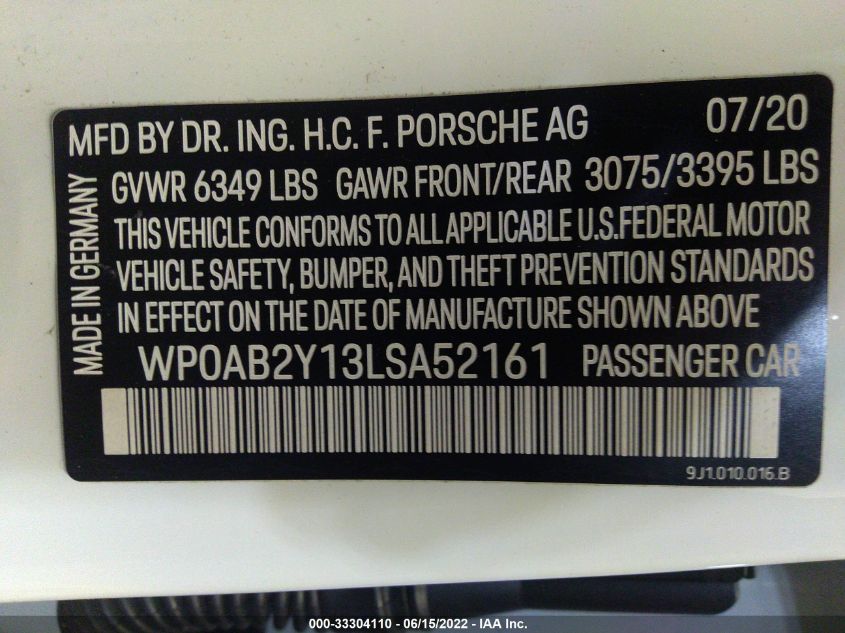 MFD BY DR. ING. H.C. F. PORSCHE AG 07/20
MADE IN GERMANY
GVWR 6349 LBS GAWR FRONT/REAR 3075/3395 LBS
THIS VEHICLE CONFORMS TO ALL APPLICABLE U.S.FEDERAL MOTOR
VEHICLE SAFETY, BUMPER, AND THEFT PREVENTION STANDARDS
IN EFFECT ON THE DATE OF MANUFACTURE SHOWN ABOVE
WP0AB2Y13LSA52161 PASSENGER CAR
9J1.010.016.B
000-33304110 - 06/15/2022 - IAA Inc.